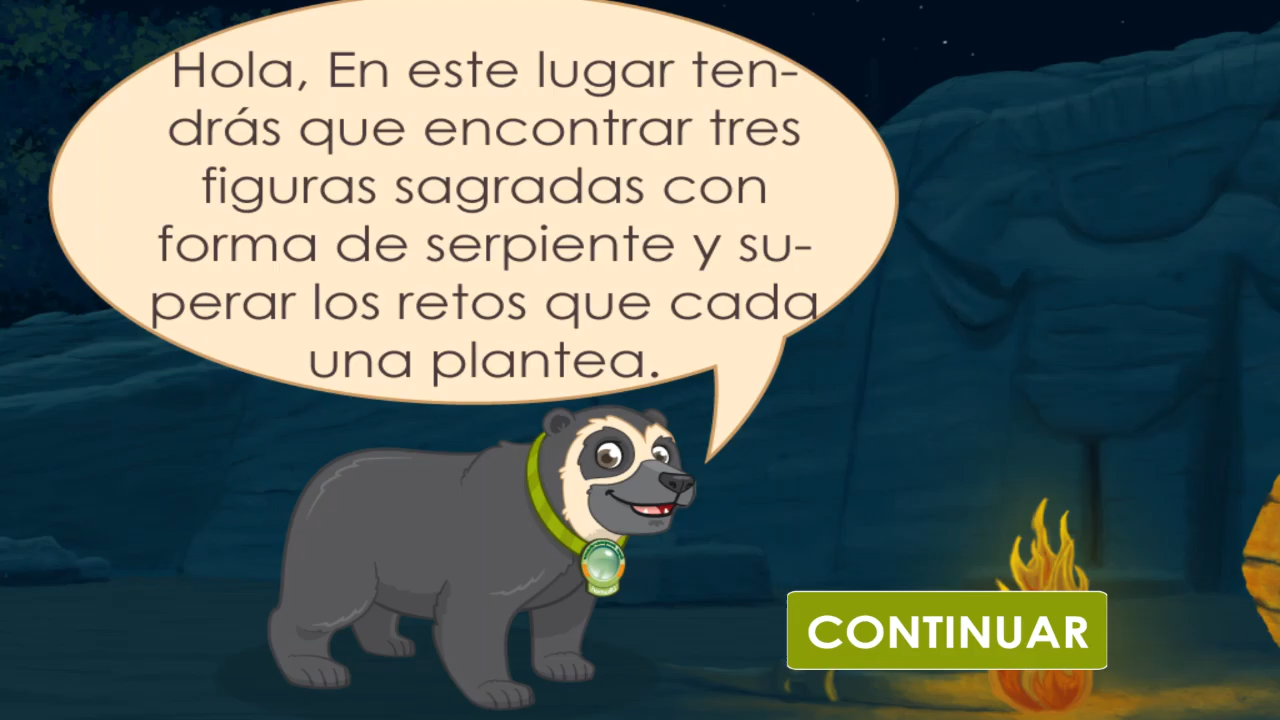 Hola, En este lugar ten-
drás que encontrar tres
figuras sagradas con
forma de serpiente y su-
perar los retos que cada
una plantea.
CONTINUAR